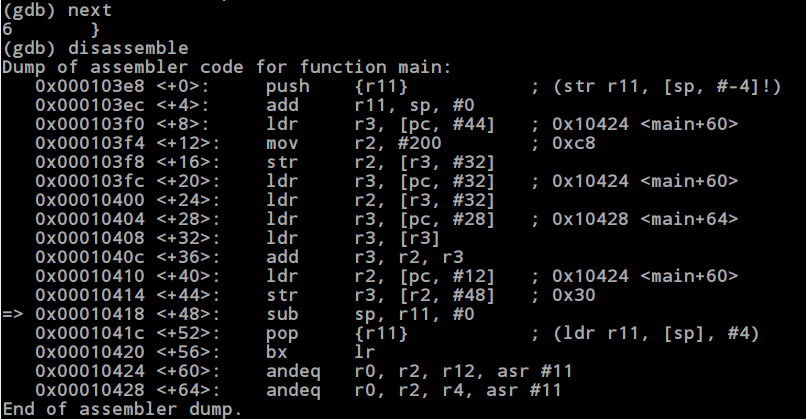 (gdb) next
6       }
(gdb) disassemble
Dump of assembler code for function main:
   0x000103e8 <+0>:     push    {r11}           ; (str r11, [sp, #-4]!)
   0x000103ec <+4>:     add     r11, sp, #0
   0x000103f0 <+8>:     ldr     r3, [pc, #44]   ; 0x10424 <main+60>
   0x000103f4 <+12>:    mov     r2, #200        ; 0xc8
   0x000103f8 <+16>:    str     r2, [r3, #32]
   0x000103fc <+20>:    ldr     r3, [pc, #32]   ; 0x10424 <main+60>
   0x00010400 <+24>:    ldr     r2, [r3, #32]
   0x00010404 <+28>:    ldr     r3, [pc, #28]   ; 0x10428 <main+64>
   0x00010408 <+32>:    ldr     r3, [r3]
   0x0001040c <+36>:    add     r3, r2, r3
   0x00010410 <+40>:    ldr     r2, [pc, #12]   ; 0x10424 <main+60>
   0x00010414 <+44>:    str     r3, [r2, #48]   ; 0x30
=> 0x00010418 <+48>:    sub     sp, r11, #0
   0x0001041c <+52>:    pop     {r11}           ; (ldr r11, [sp], #4)
   0x00010420 <+56>:    bx      lr
   0x00010424 <+60>:    andeq   r0, r2, r12, asr #11
   0x00010428 <+64>:    andeq   r0, r2, r4, asr #11
End of assembler dump.